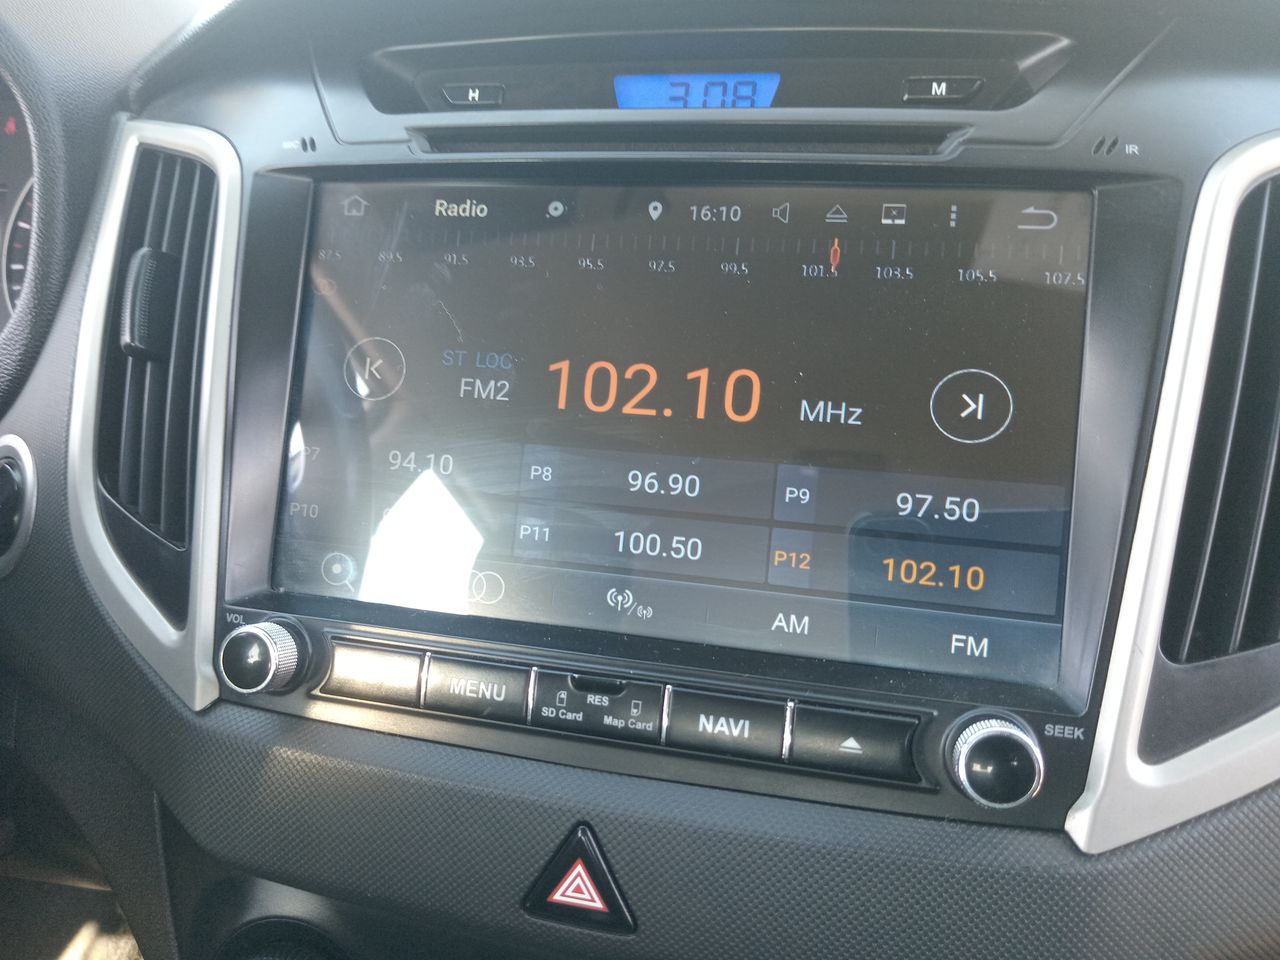 H 3:08 M
IR
Radio 16:10
87.5 89.5 91.5 93.5 95.5 97.5 99.5 101.5 103.5 105.5 107.5
ST LOC
FM2 102.10 MHz
P7 94.10 P8 96.90 P9 97.50
P10 P11 100.50 P12 102.10
AM FM
VOL
MENU RES NAVI SEEK
SD Card Map Card